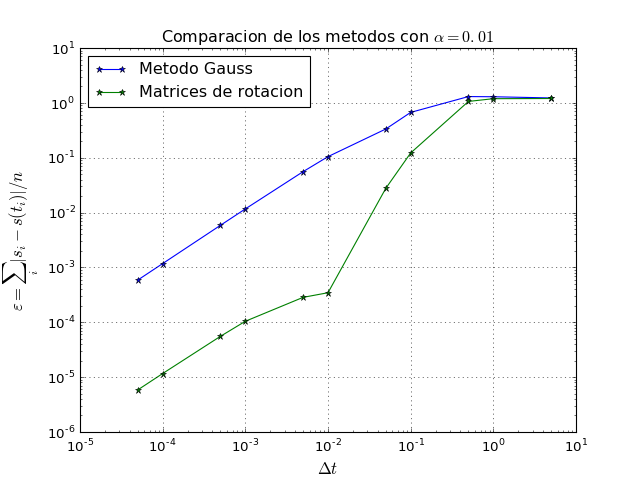 Comparacion de los metodos con α = 0.01
10^1
Metodo Gauss
Matrices de rotacion
10^0
10^-1
10^-2
10^-3
10^-4
10^-5
10^-6
ε = ∑_i |s_i − s(t_i)|/n
10^-5 10^-4 10^-3 10^-2 10^-1 10^0 10^1
Δt